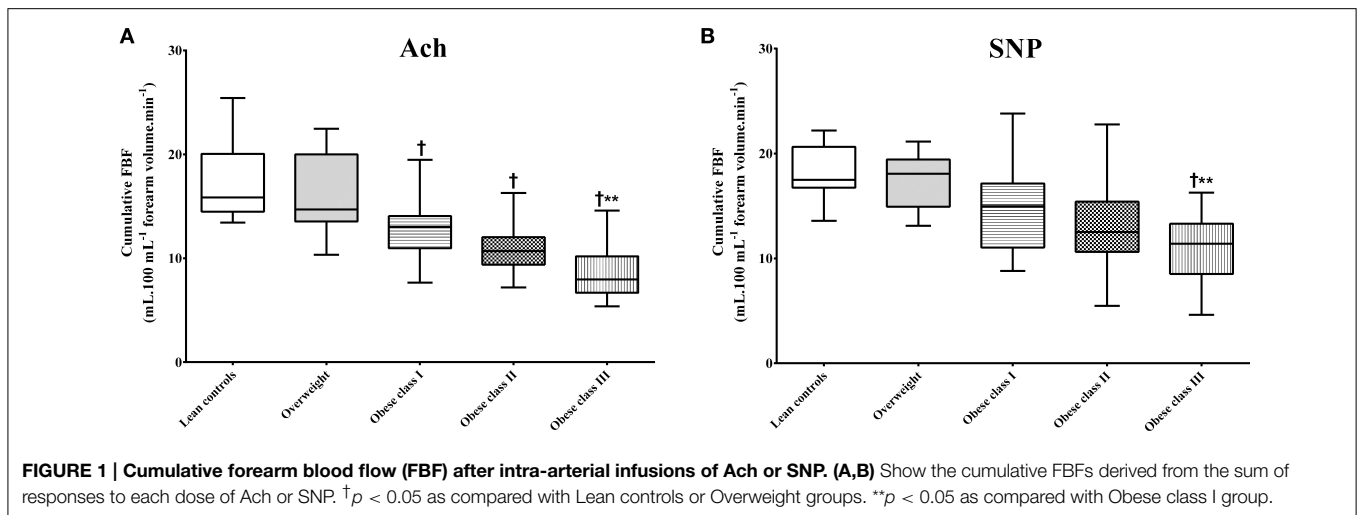 A
Ach
30
20
10
0
Cumulative FBF
(mL.100 mL⁻¹ forearm volume.min⁻¹)
†
†
†**
Lean controls
Overweight
Obese class I
Obese class II
Obese class III
B
SNP
30
20
10
0
Cumulative FBF
(mL.100 mL⁻¹ forearm volume.min⁻¹)
†**
Lean controls
Overweight
Obese class I
Obese class II
Obese class III
FIGURE 1 | Cumulative forearm blood flow (FBF) after intra-arterial infusions of Ach or SNP. (A,B) Show the cumulative FBFs derived from the sum of
responses to each dose of Ach or SNP. †p < 0.05 as compared with Lean controls or Overweight groups. **p < 0.05 as compared with Obese class I group.